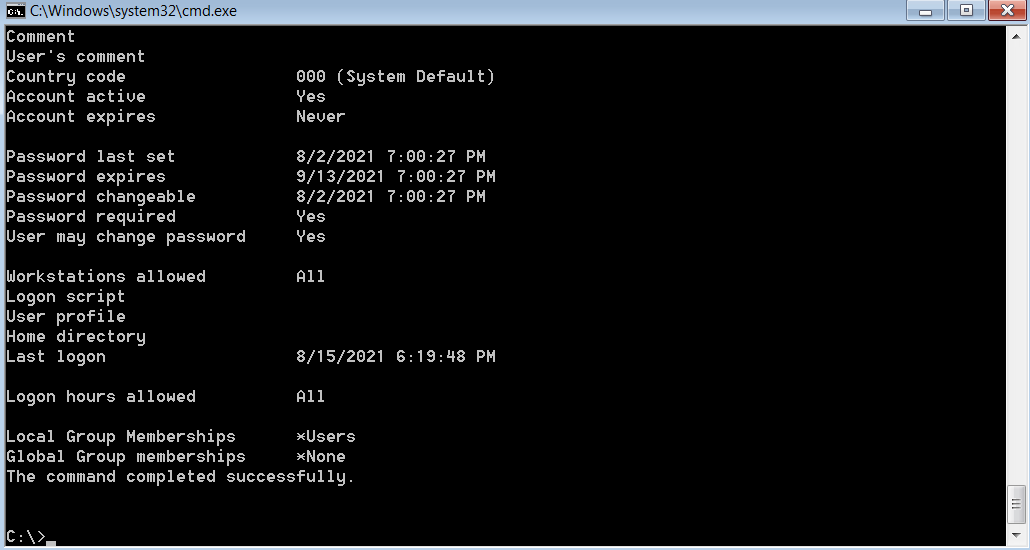 C:\Windows\system32\cmd.exe
Comment
User's comment
Country code 000 (System Default)
Account active Yes
Account expires Never
Password last set 8/2/2021 7:00:27 PM
Password expires 9/13/2021 7:00:27 PM
Password changeable 8/2/2021 7:00:27 PM
Password required Yes
User may change password Yes
Workstations allowed All
Logon script
User profile
Home directory
Last logon 8/15/2021 6:19:48 PM
Logon hours allowed All
Local Group Memberships *Users
Global Group memberships *None
The command completed successfully.
C:\>_